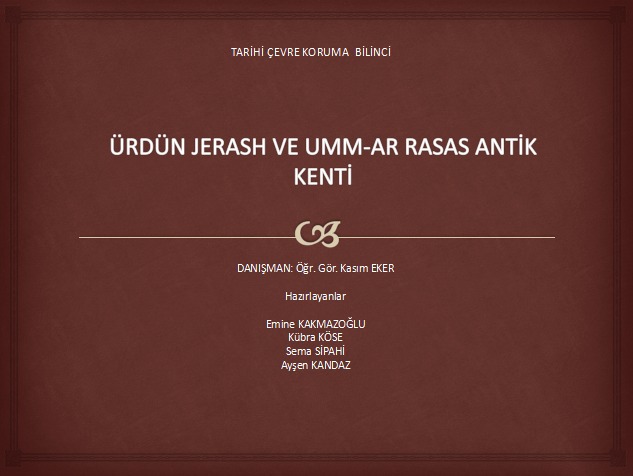 TARİHİ ÇEVRE KORUMA BİLİNCİ
ÜRDÜN JERASH VE UMM-AR RASAS ANTİK
KENTİ
DANIŞMAN: Öğr. Gör. Kasım EKER
Hazırlayanlar
Emine KAKMAZOĞLU
Kübra KÖSE
Sema SİPAHİ
Ayşen KANDAZ